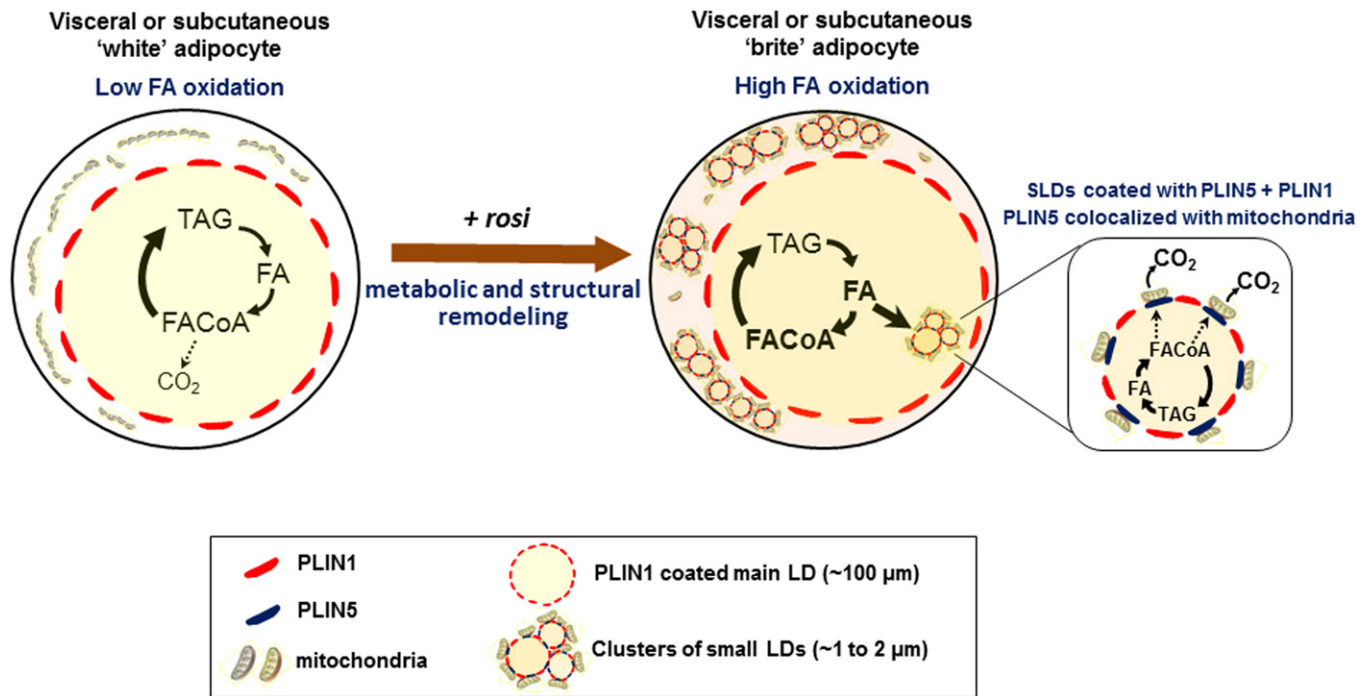 Visceral or subcutaneous
'white' adipocyte
Low FA oxidation
TAG
FA
FACoA
CO₂
+ rosi
metabolic and structural
remodeling
Visceral or subcutaneous
'brite' adipocyte
High FA oxidation
TAG
FA
FACoA
SLDs coated with PLIN5 + PLIN1
PLIN5 colocalized with mitochondria
CO₂
CO₂
FACoA
FA
TAG
PLIN1
PLIN5
mitochondria
PLIN1 coated main LD (~100 µm)
Clusters of small LDs (~1 to 2 µm)